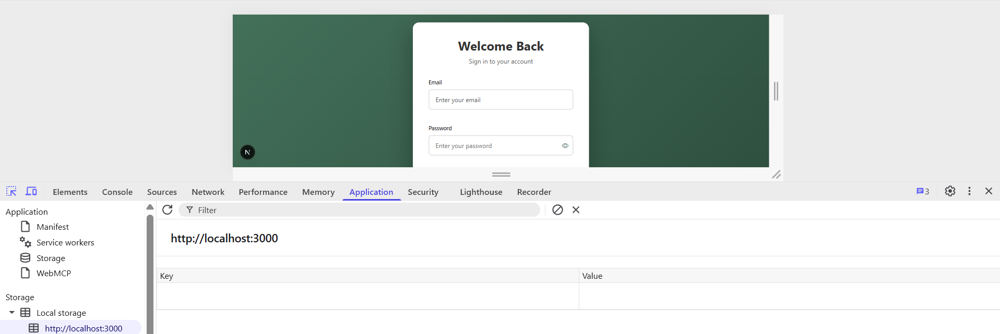 Welcome Back
Sign in to your account
Email
Enter your email
Password
Enter your password
N
Elements Console Sources Network Performance Memory Application Security Lighthouse Recorder 3
Application
Manifest
Service workers
Storage
WebMCP
Storage
Local storage
http://localhost:3000
Filter
http://localhost:3000
Key Value